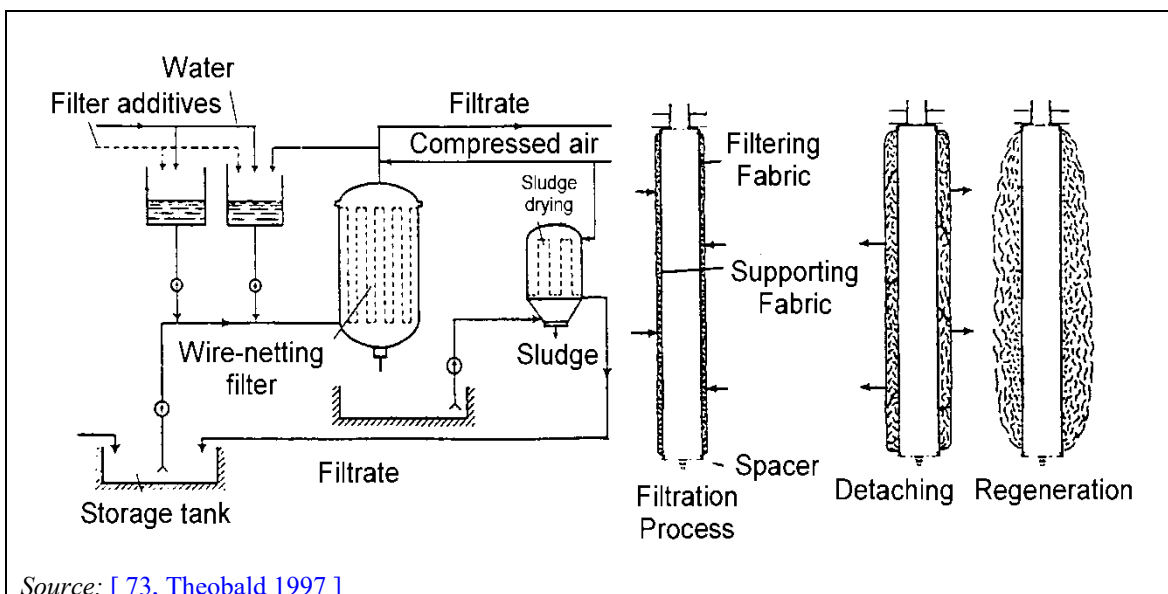 Water
Filter additives
Filtrate
Compressed air
Sludge
drying
Filtering
Fabric
Supporting
Fabric
Wire-netting
filter
Sludge
Filtrate
Storage tank
Spacer
Filtration
Process
Detaching
Regeneration
Source: [ 73, Theobald 1997 ]